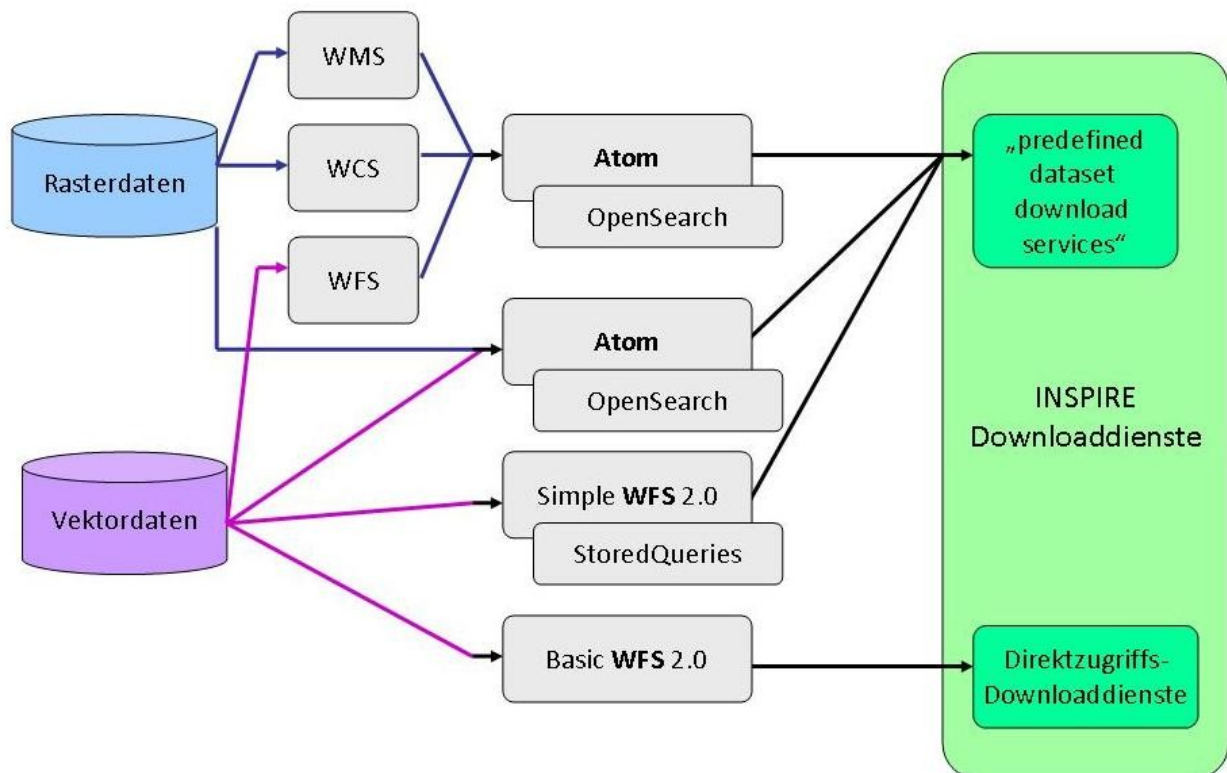 WMS
WCS
WFS
Rasterdaten
Vektordaten
Atom
OpenSearch
Atom
OpenSearch
Simple WFS 2.0
StoredQueries
Basic WFS 2.0
„predefined
dataset
download
services“
INSPIRE
Downloaddienste
Direktzugriffs-
Downloaddienste